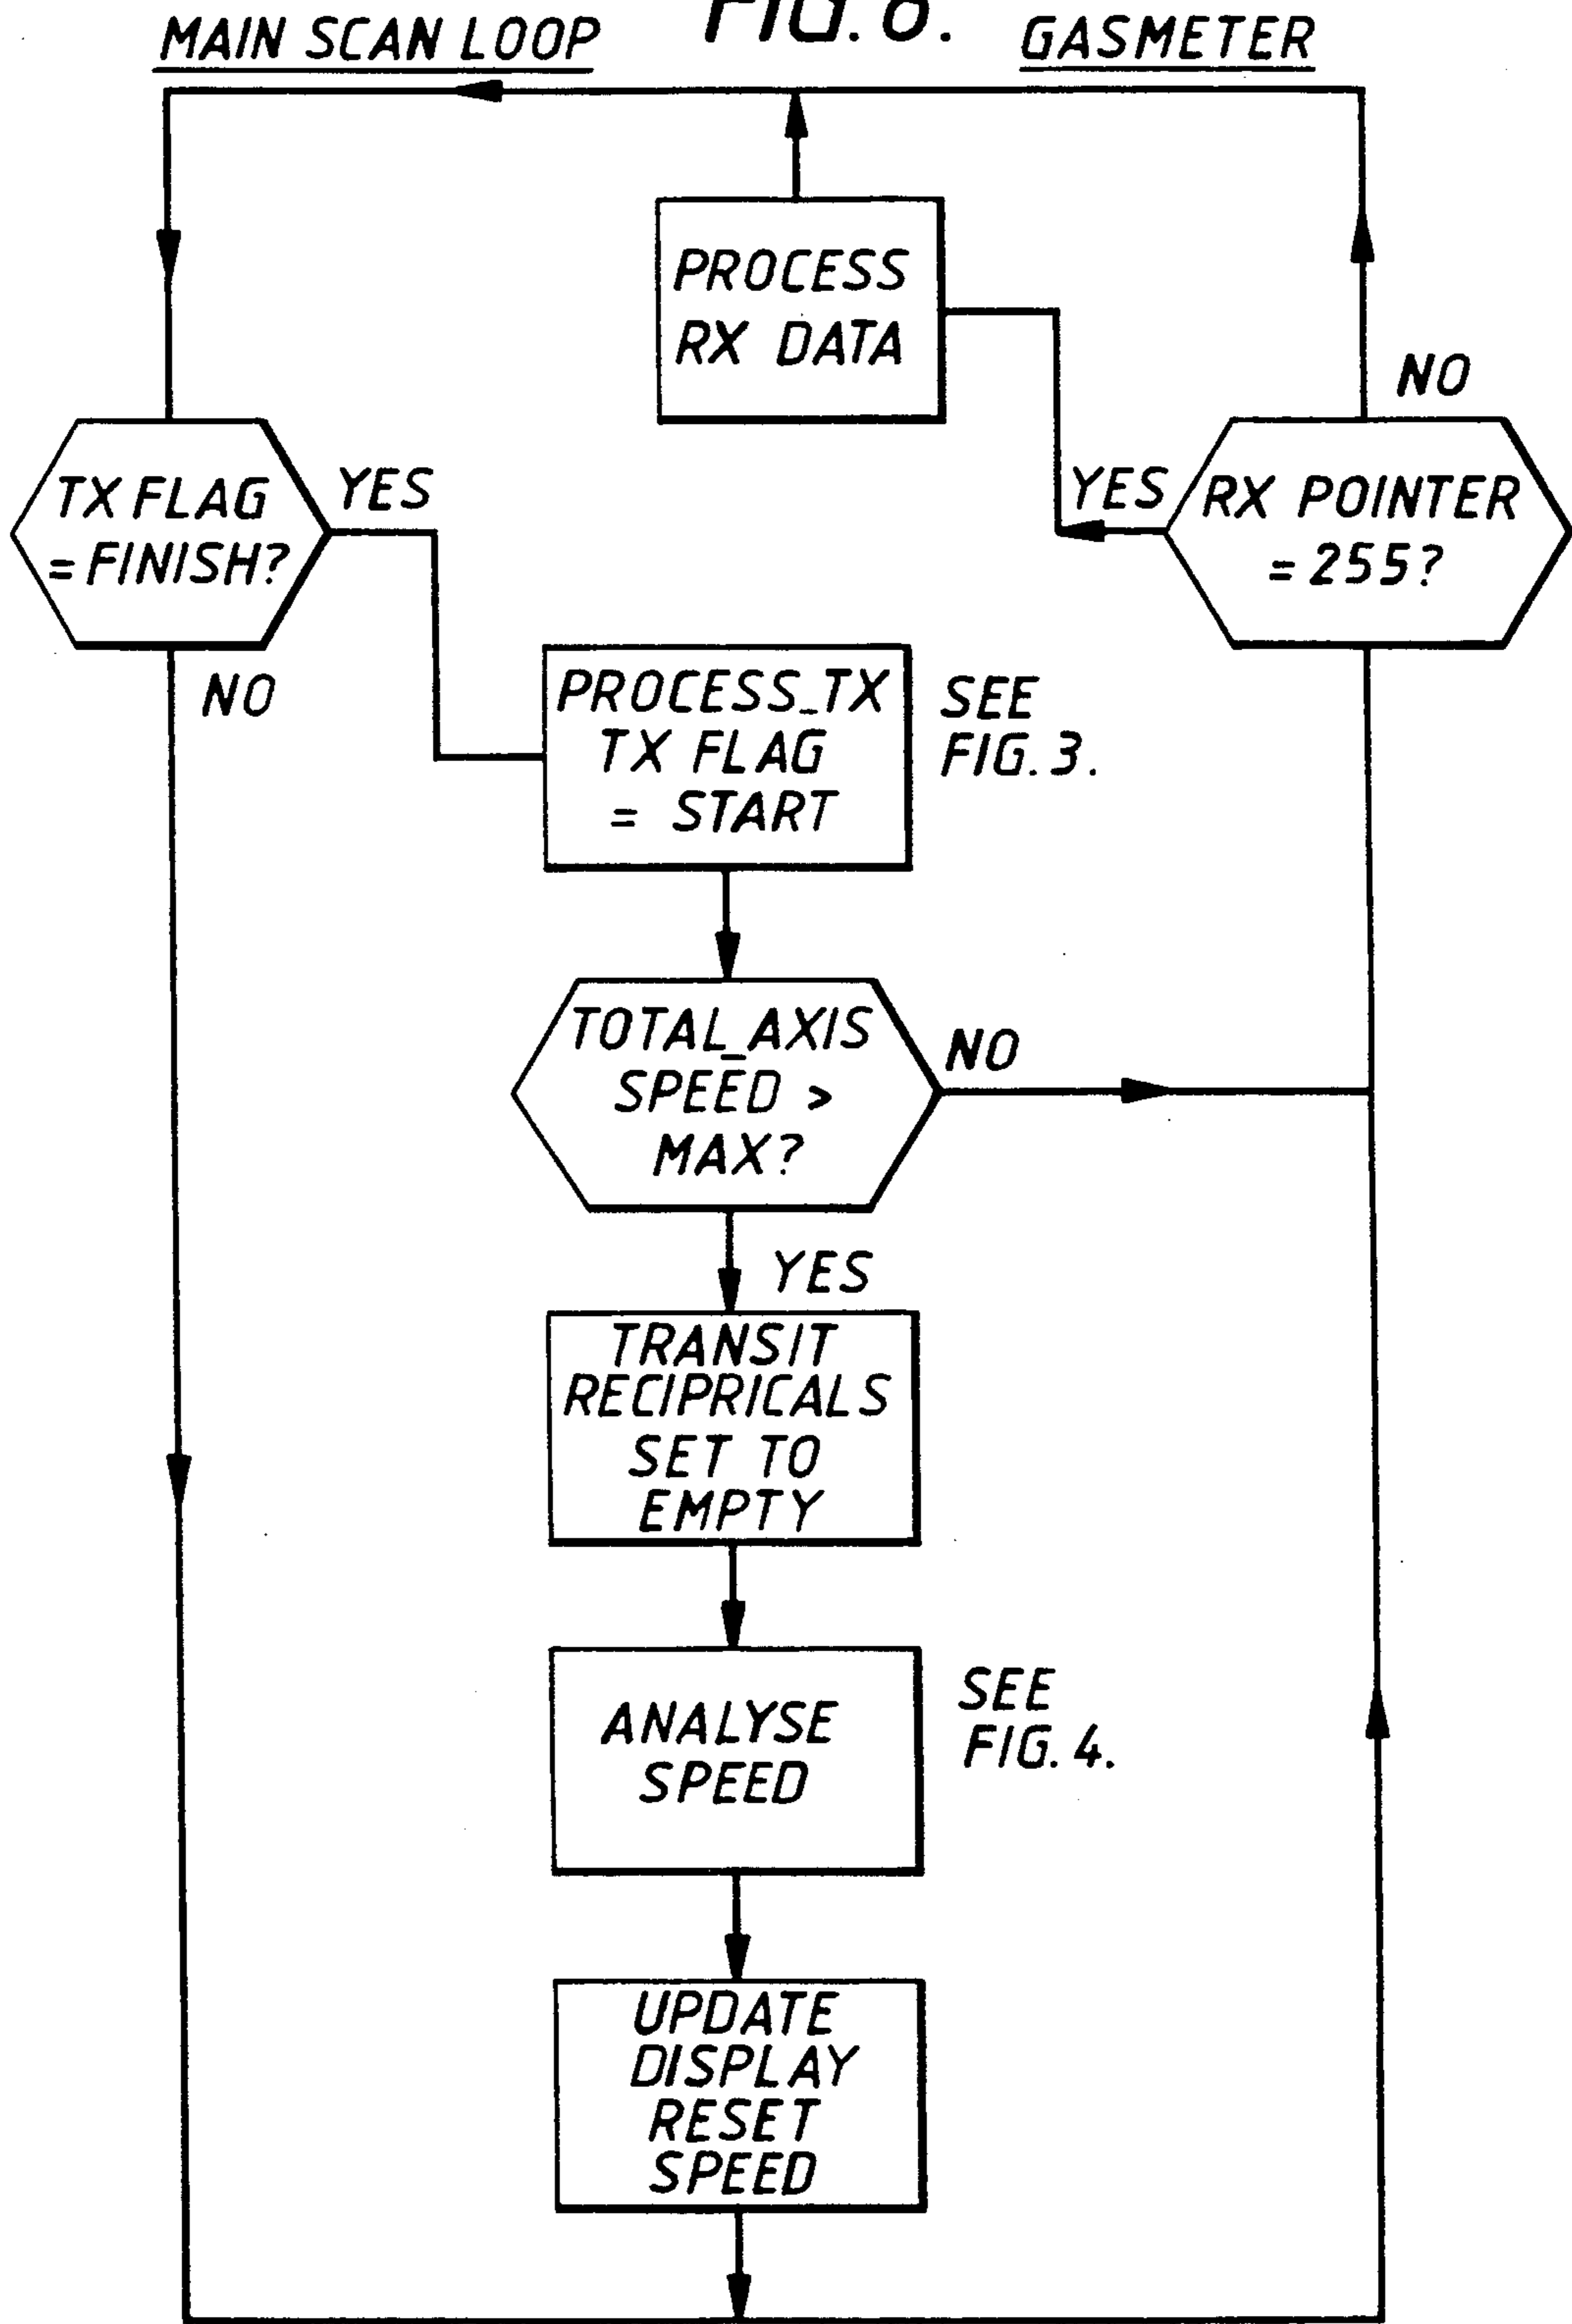 MAIN SCAN LOOP
GASMETER
PROCESS
RX DATA
NO
TX FLAG
= FINISH?
YES
YES
RX POINTER
= 255?
NO
PROCESS_TX
TX FLAG
= START
SEE
FIG. 3.
TOTAL_AXIS
SPEED >
MAX?
NO
YES
TRANSIT
RECIPRICALS
SET TO
EMPTY
ANALYSE
SPEED
SEE
FIG. 4.
UPDATE
DISPLAY
RESET
SPEED